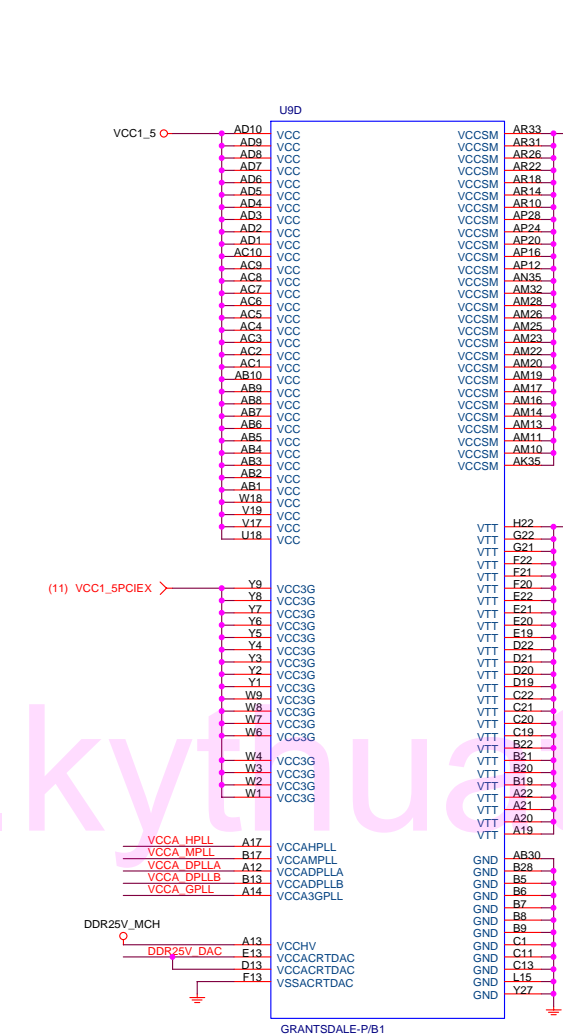 U9D
VCC1_5 AD10 VCC VCCSM AR33
AD9 VCC VCCSM AR31
AD8 VCC VCCSM AR26
AD7 VCC VCCSM AR22
AD6 VCC VCCSM AR18
AD5 VCC VCCSM AR14
AD4 VCC VCCSM AR10
AD3 VCC VCCSM AP28
AD2 VCC VCCSM AP24
AD1 VCC VCCSM AP20
AC10 VCC VCCSM AP16
AC9 VCC VCCSM AP12
AC8 VCC VCCSM AN35
AC7 VCC VCCSM AM32
AC6 VCC VCCSM AM28
AC5 VCC VCCSM AM26
AC4 VCC VCCSM AM25
AC3 VCC VCCSM AM23
AC2 VCC VCCSM AM22
AC1 VCC VCCSM AM20
AB10 VCC VCCSM AM19
AB9 VCC VCCSM AM17
AB8 VCC VCCSM AM16
AB7 VCC VCCSM AM14
AB6 VCC VCCSM AM13
AB5 VCC VCCSM AM11
AB4 VCC VCCSM AM10
AB3 VCC VCCSM AK35
AB2 VCC
AB1 VCC
W18 VCC
V19 VCC
V17 VCC VTT H22
U18 VCC VTT G22
VTT G21
VTT F22
VTT F21
(11) VCC1_5PCIEX Y9 VCC3G VTT F20
Y8 VCC3G VTT E22
Y7 VCC3G VTT E21
Y6 VCC3G VTT E20
Y5 VCC3G VTT E19
Y4 VCC3G VTT D22
Y3 VCC3G VTT D21
Y2 VCC3G VTT D20
Y1 VCC3G VTT D19
W9 VCC3G VTT C22
W8 VCC3G VTT C21
W7 VCC3G VTT C20
W6 VCC3G VTT C19
VTT B22
W4 VCC3G VTT B21
W3 VCC3G VTT B20
W2 VCC3G VTT B19
W1 VCC3G VTT A22
VTT A21
VTT A20
VTT A19
.kythuat
VCCA_HPLL A17 VCCAHPLL
VCCA_MPLL B17 VCCAMPLL GND AB30
VCCA_DPLLA A12 VCCADPLLA GND B28
VCCA_DPLLB B13 VCCADPLLB GND B5
VCCA_GPLL A14 VCCA3GPLL GND B6
GND B7
GND B8
DDR25V_MCH GND B9
A13 VCCHV GND C1
DDR25V_DAC E13 VCCACRTDAC GND C11
D13 VCCACRTDAC GND C13
F13 VSSACRTDAC GND L15
GND Y27
GRANTSDALE-P/B1